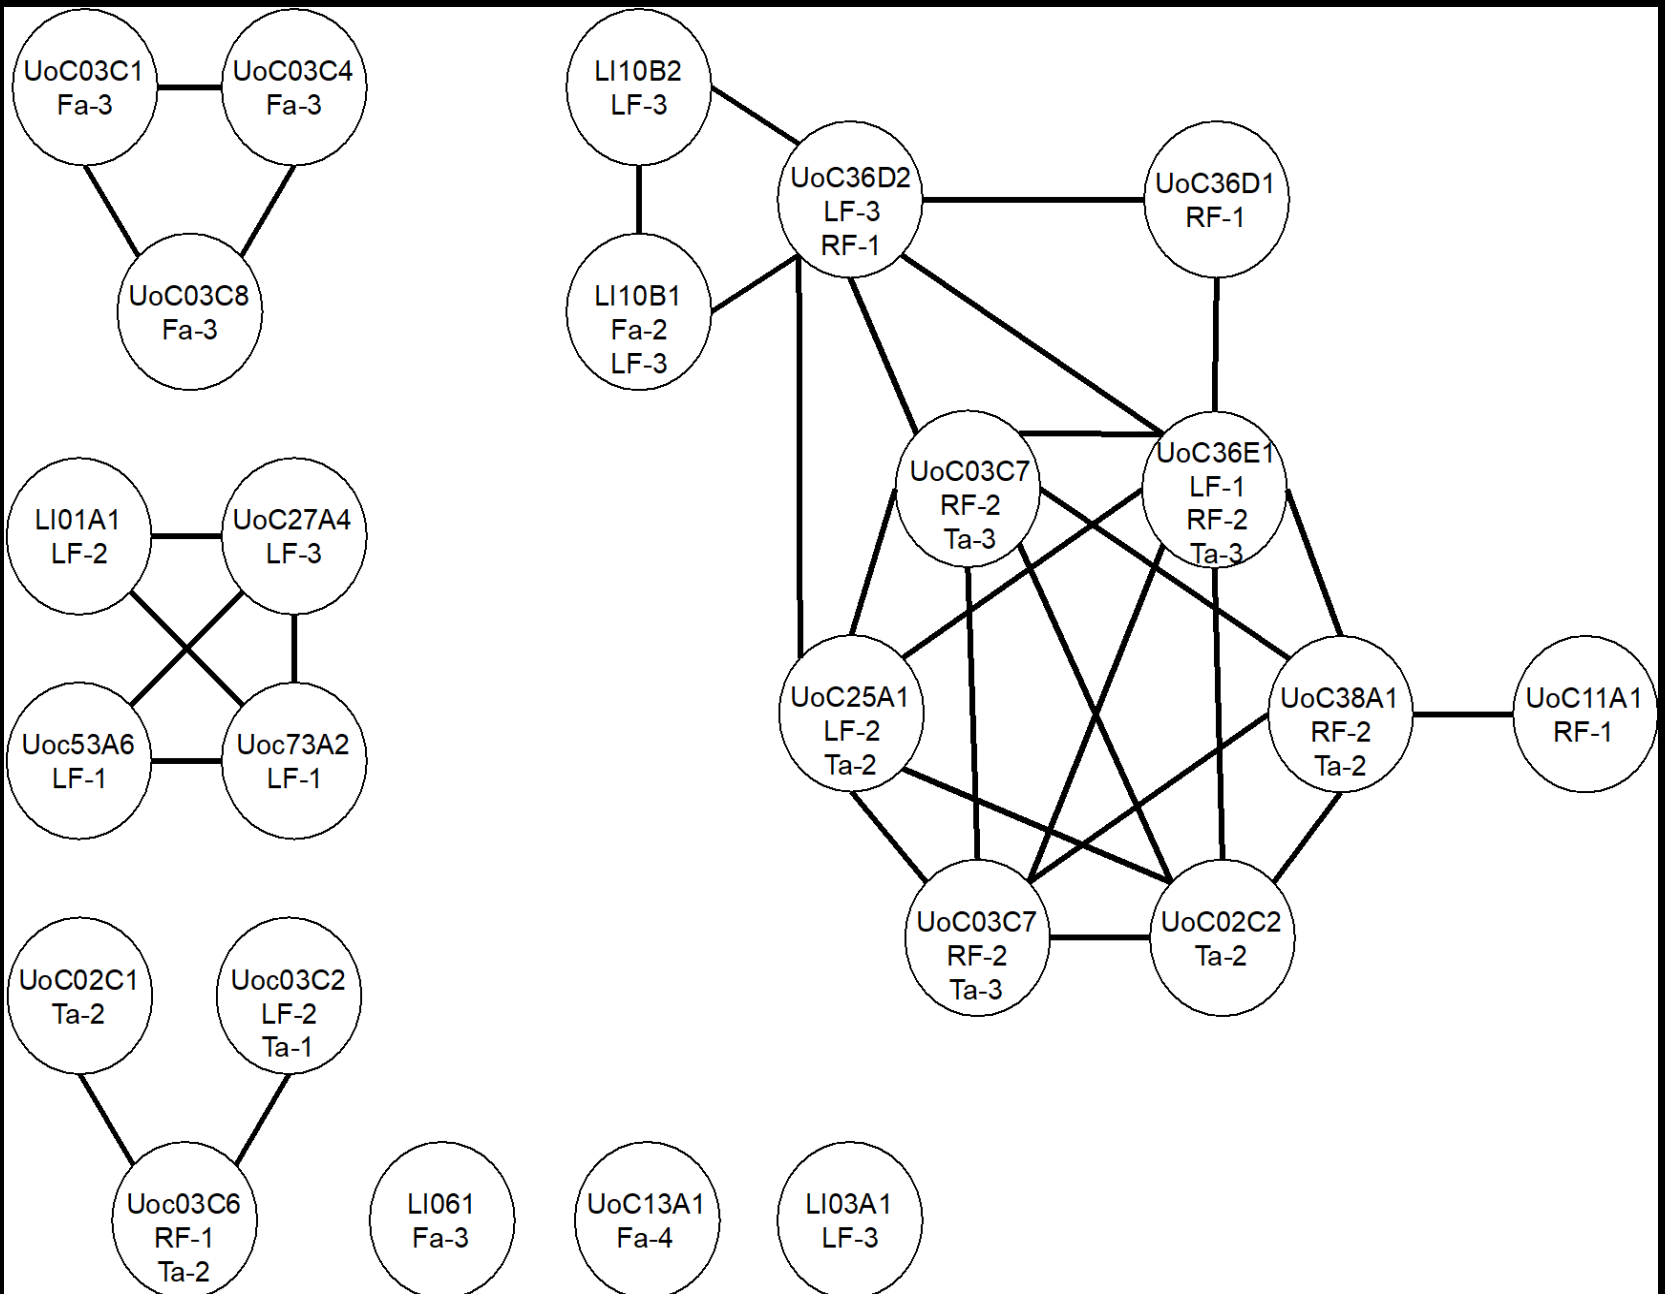 UoC03C1
Fa-3
UoC03C4
Fa-3
UoC03C8
Fa-3
LI10B2
LF-3
UoC36D2
LF-3
RF-1
UoC36D1
RF-1
LI10B1
Fa-2
LF-3
UoC03C7
RF-2
Ta-3
UoC36E1
LF-1
RF-2
Ta-3
LI01A1
LF-2
UoC27A4
LF-3
Uoc53A6
LF-1
Uoc73A2
LF-1
UoC25A1
LF-2
Ta-2
UoC38A1
RF-2
Ta-2
UoC11A1
RF-1
UoC03C7
RF-2
Ta-3
UoC02C2
Ta-2
UoC02C1
Ta-2
Uoc03C2
LF-2
Ta-1
Uoc03C6
RF-1
Ta-2
LI061
Fa-3
UoC13A1
Fa-4
LI03A1
LF-3